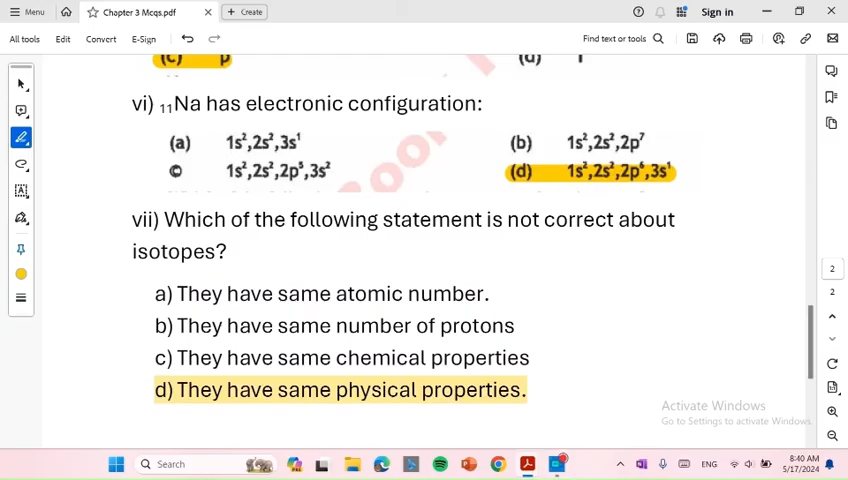 Menu
Chapter 3 Mcqs.pdf
Create
Sign in
All tools
Edit
Convert
E-Sign
Find text or tools
(c) p
(d)
vi) ₁₁Na has electronic configuration:
(a) 1s²,2s²,3s¹
(b) 1s²,2s²,2p⁷
© 1s²,2s²,2p⁵,3s²
(d) 1s²,2s²,2p⁶,3s¹
vii) Which of the following statement is not correct about
isotopes?
a) They have same atomic number.
b) They have same number of protons
c) They have same chemical properties
d) They have same physical properties.
2
2
Activate Windows
Go to Settings to activate Windows.
Search
ENG
8:40 AM
5/17/2024